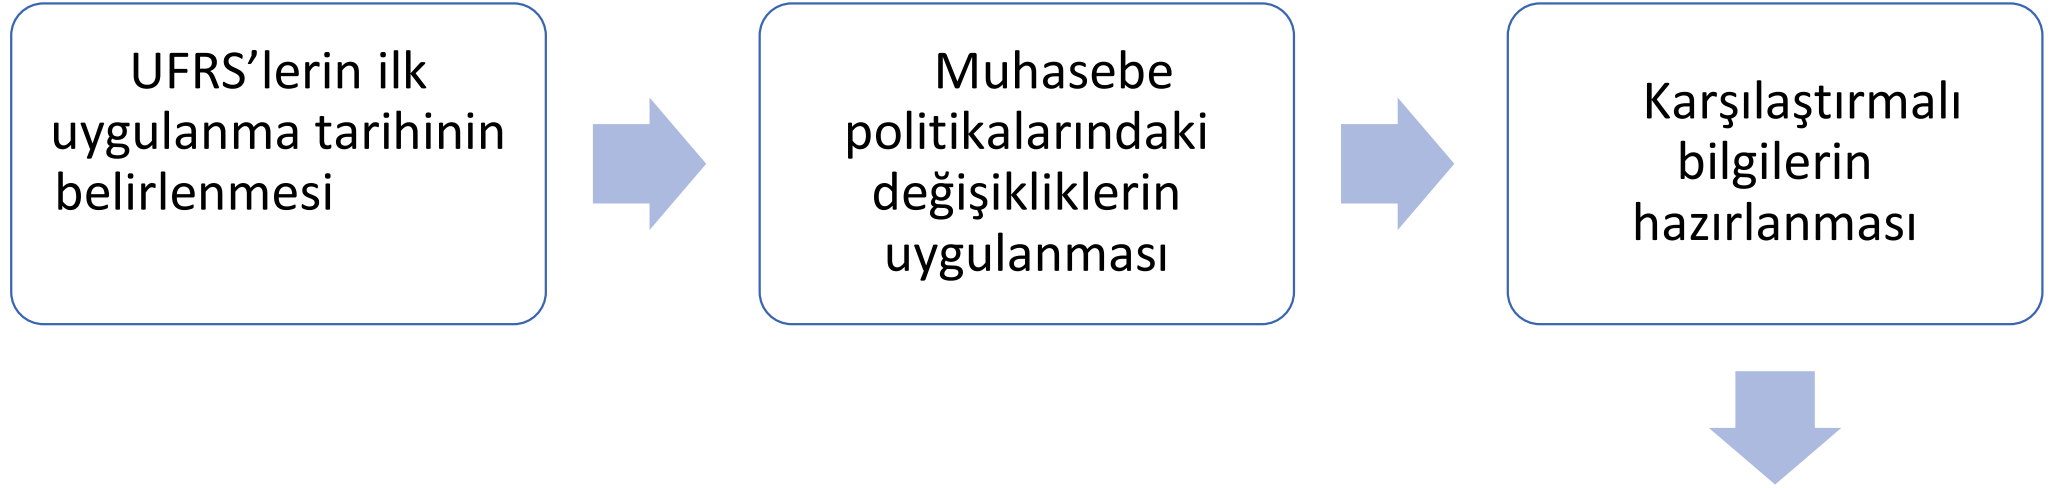 UFRS’lerin ilk
uygulanma tarihinin
belirlenmesi
Muhasebe
politikalarındaki
değişikliklerin
uygulanması
Karşılaştırmalı
bilgilerin
hazırlanması